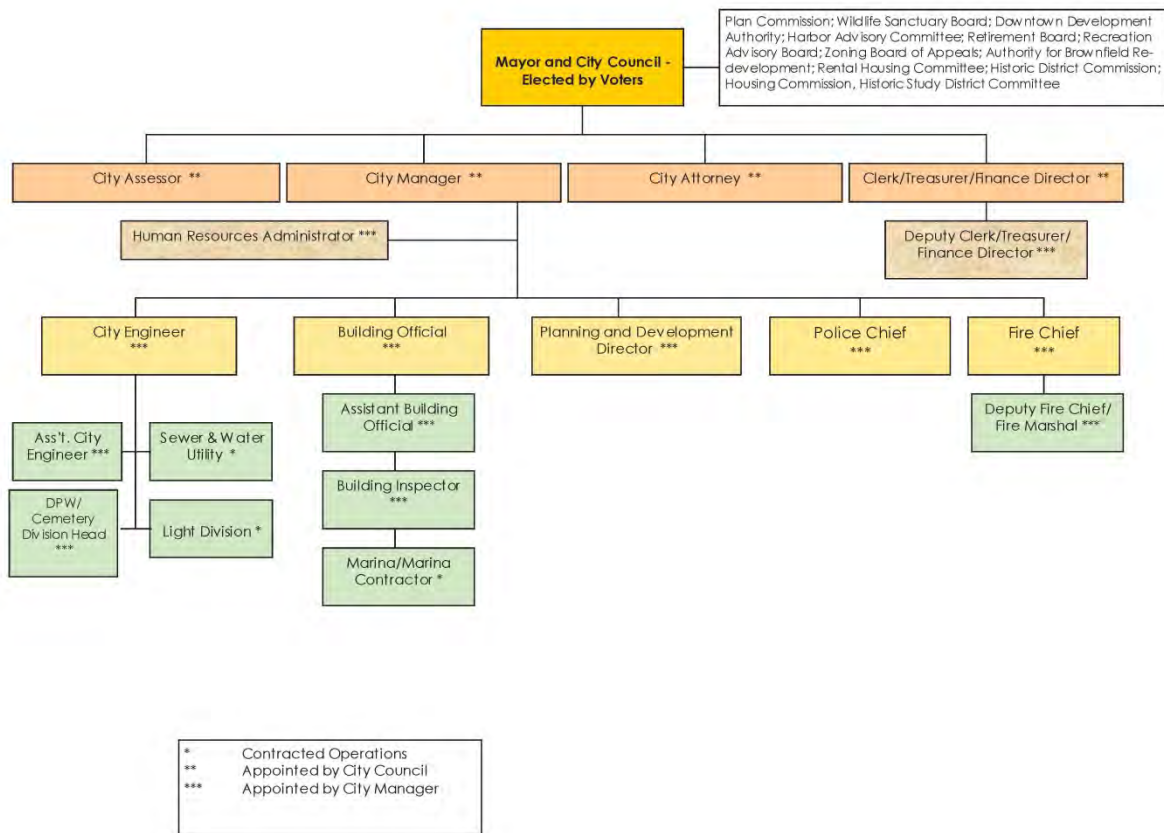 Plan Commission; Wildlife Sanctuary Board; Downtown Development
Authority; Harbor Advisory Committee; Retirement Board; Recreation
Advisory Board; Zoning Board of Appeals; Authority for Brownfield Re-
development; Rental Housing Committee; Historic District Commission;
Housing Commission, Historic Study District Committee
Mayor and City Council -
Elected by Voters
City Assessor **
City Manager **
City Attorney **
Clerk/Treasurer/Finance Director **
Human Resources Administrator ***
Deputy Clerk/Treasurer/
Finance Director ***
City Engineer
***
Building Official
***
Planning and Development
Director ***
Police Chief
***
Fire Chief
***
Ass't. City
Engineer ***
Sewer & Water
Utility *
DPW/
Cemetery
Division Head
***
Light Division *
Assistant Building
Official ***
Building Inspector
***
Marina/Marina
Contractor *
Deputy Fire Chief/
Fire Marshal ***
* Contracted Operations
** Appointed by City Council
*** Appointed by City Manager